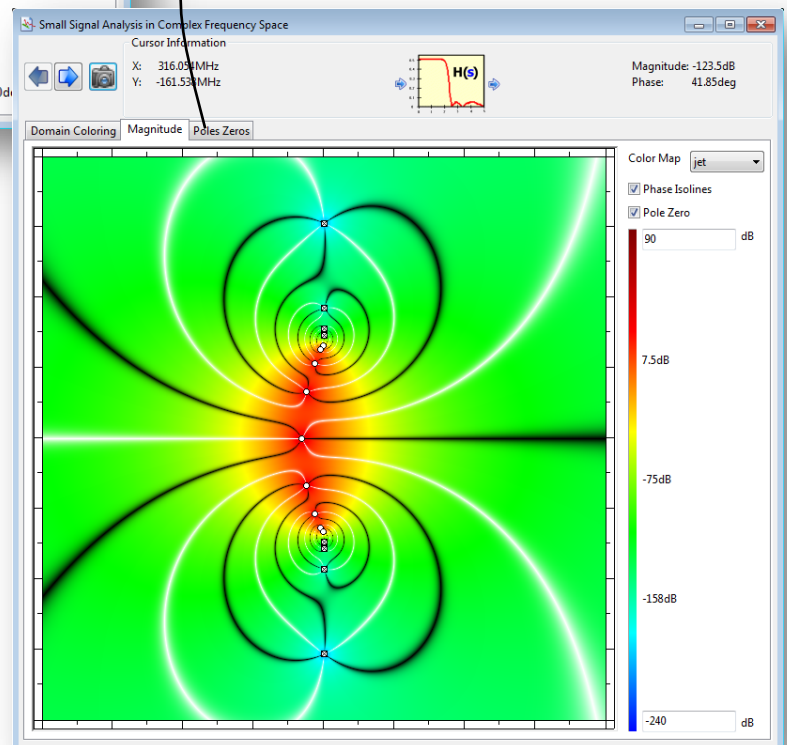 Small Signal Analysis in Complex Frequency Space
Cursor Information
X: 316.054MHz
Y: -161.538MHz
H(s)
Magnitude: -123.5dB
Phase: 41.85deg
Domain Coloring Magnitude Poles Zeros
Color Map jet
Phase Isolines
Pole Zero
90 dB
7.5dB
-75dB
-158dB
-240 dB